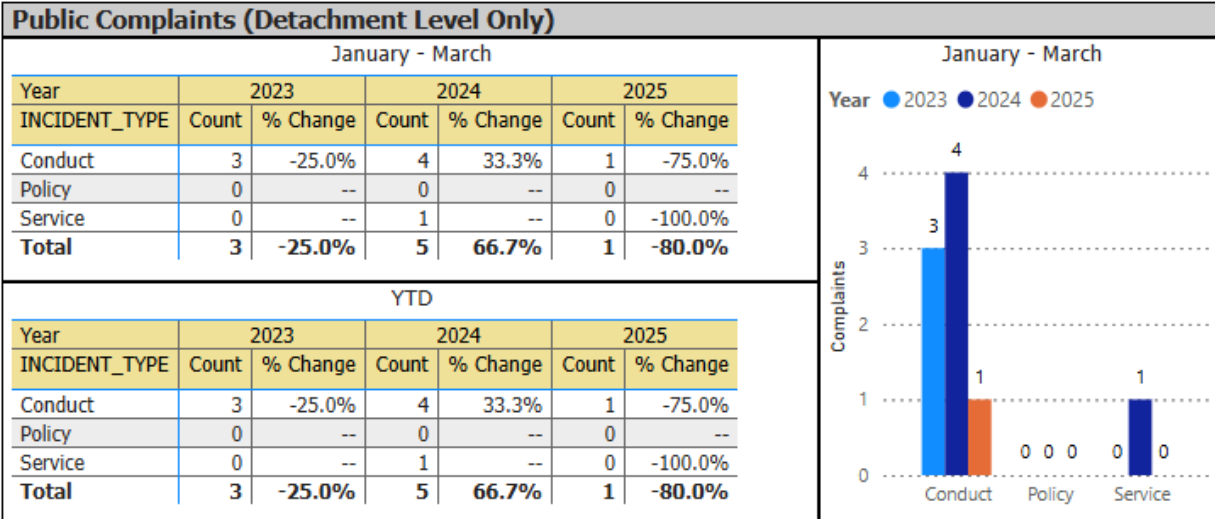 Public Complaints (Detachment Level Only)
January - March
Year 2023 2024 2025
INCIDENT_TYPE Count % Change Count % Change Count % Change
Conduct 3 -25.0% 4 33.3% 1 -75.0%
Policy 0 -- 0 -- 0 --
Service 0 -- 1 -- 0 -100.0%
Total 3 -25.0% 5 66.7% 1 -80.0%
YTD
Year 2023 2024 2025
INCIDENT_TYPE Count % Change Count % Change Count % Change
Conduct 3 -25.0% 4 33.3% 1 -75.0%
Policy 0 -- 0 -- 0 --
Service 0 -- 1 -- 0 -100.0%
Total 3 -25.0% 5 66.7% 1 -80.0%
January - March
Year 2023 2024 2025
Complaints
4
3
2
1
0
3 4 1
0 0 0
0 1 0
Conduct Policy Service